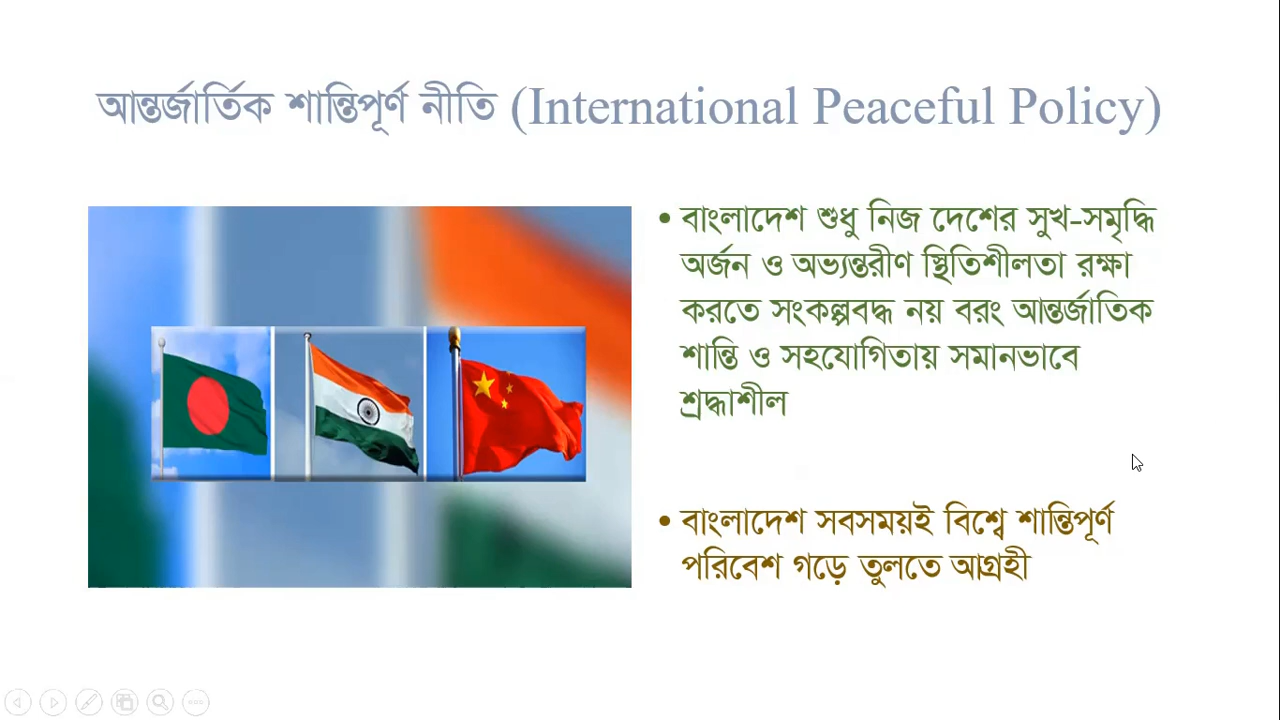 আন্তর্জার্তিক শান্তিপূর্ণ নীতি (International Peaceful Policy)
• বাংলাদেশ শুধু নিজ দেশের সুখ-সমৃদ্ধি
অর্জন ও অভ্যন্তরীণ স্থিতিশীলতা রক্ষা
করতে সংকল্পবদ্ধ নয় বরং আন্তর্জাতিক
শান্তি ও সহযোগিতায় সমানভাবে
শ্রদ্ধাশীল
• বাংলাদেশ সবসময়ই বিশ্বে শান্তিপূর্ণ
পরিবেশ গড়ে তুলতে আগ্রহী